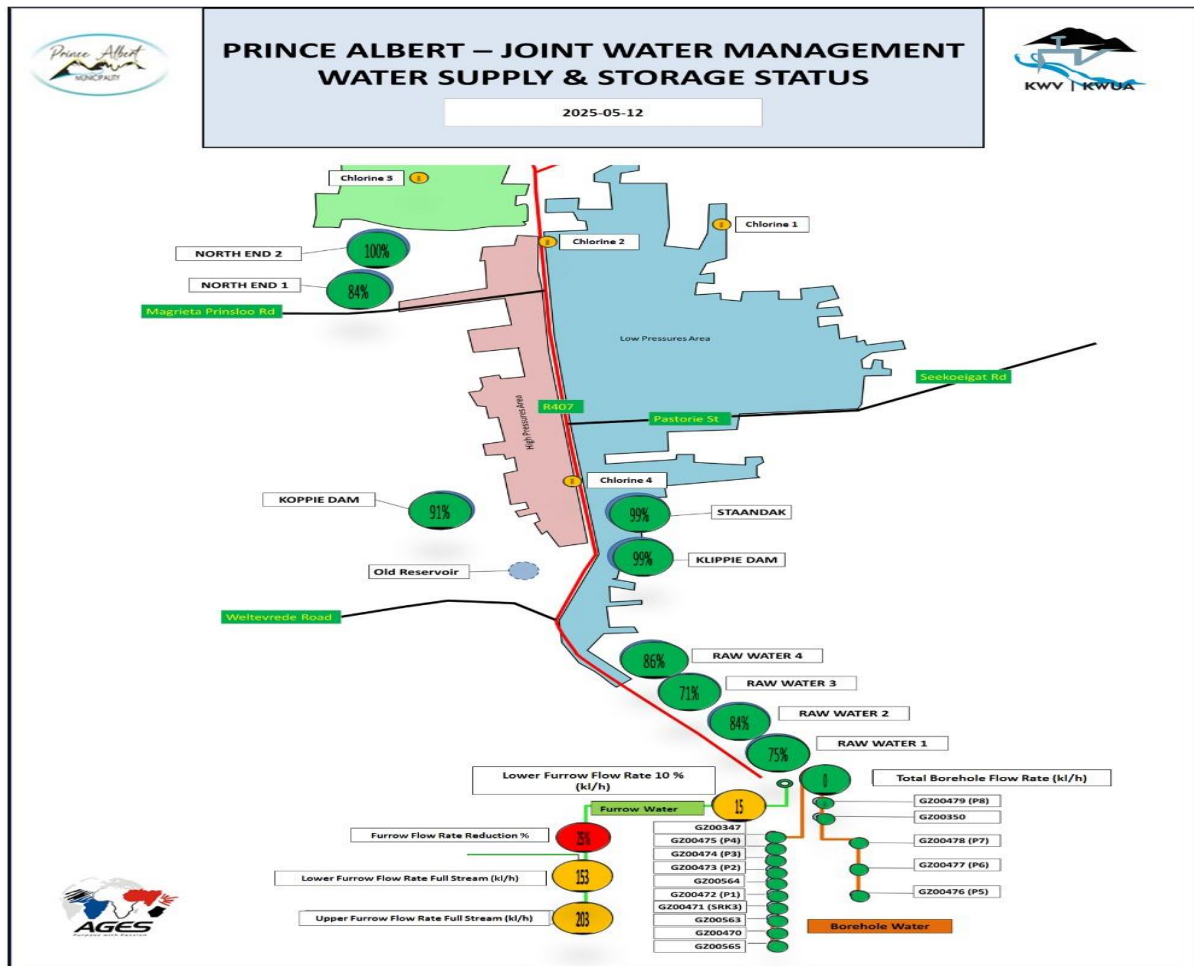 Prince Albert
MUNICIPALITY
PRINCE ALBERT – JOINT WATER MANAGEMENT
WATER SUPPLY & STORAGE STATUS
2025-05-12
KWV | KWUA
Chlorine 3
Chlorine 1
Chlorine 2
NORTH END 2
100%
NORTH END 1
84%
Magrieta Prinsloo Rd
Low Pressures Area
Seekoeigat Rd
R407
Pastorie St
High Pressures Area
Chlorine 4
KOPPIE DAM
91%
99%
STAANDAK
99%
KLIPPIE DAM
Old Reservoir
Weltevrede Road
86%
RAW WATER 4
71%
RAW WATER 3
84%
RAW WATER 2
75%
RAW WATER 1
Lower Furrow Flow Rate 10 %
(kl/h)
0
Total Borehole Flow Rate (kl/h)
Furrow Water
15
GZ00479 (P8)
GZ00350
Furrow Flow Rate Reduction %
25%
GZ00347
GZ00475 (P4)
GZ00474 (P3)
GZ00473 (P2)
GZ00564
GZ00472 (P1)
GZ00471 (SRK3)
GZ00563
GZ00470
GZ00565
GZ00478 (P7)
GZ00477 (P6)
GZ00476 (P5)
Lower Furrow Flow Rate Full Stream (kl/h)
153
Upper Furrow Flow Rate Full Stream (kl/h)
203
Borehole Water
AGES
Purpose with Passion